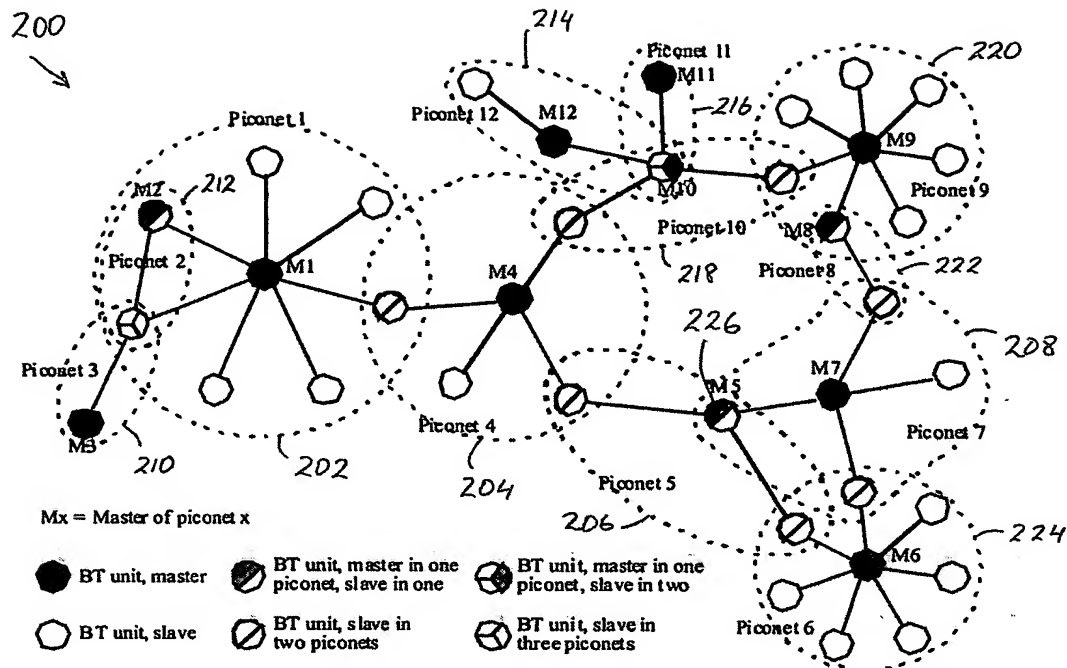 200
214
Piconet 11
M11
220
Piconet 1
Piconet 12
M12
216
M9
M2
212
M10
Piconet 9
Piconet 2
M1
Piconet 10
M8
M4
218
Piconet 8
222
226
208
Piconet 3
M5
M7
M3
Piconet 4
Piconet 7
210
202
204
Piconet 5
206
224
M6
Piconet 6
Mx = Master of piconet x
BT unit, master
BT unit, master in one
piconet, slave in one
BT unit, master in one
piconet, slave in two
BT unit, slave
BT unit, slave in
two piconets
BT unit, slave in
three piconets